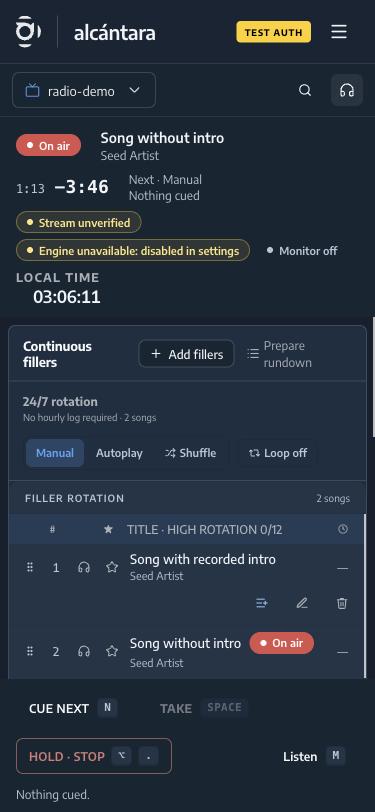 alcántara
TEST AUTH
radio-demo
On air
Song without intro
Seed Artist
1:13 −3:46
Next · Manual
Nothing cued
Stream unverified
Engine unavailable: disabled in settings
Monitor off
LOCAL TIME
03:06:11
Continuous
fillers
Add fillers
Prepare
rundown
24/7 rotation
No hourly log required · 2 songs
Manual Autoplay Shuffle Loop off
FILLER ROTATION 2 songs
# ★ TITLE · HIGH ROTATION 0/12
1 Song with recorded intro —
Seed Artist
2 Song without intro On air —
Seed Artist
CUE NEXT N TAKE SPACE
HOLD · STOP ⌥ . Listen M
Nothing cued.